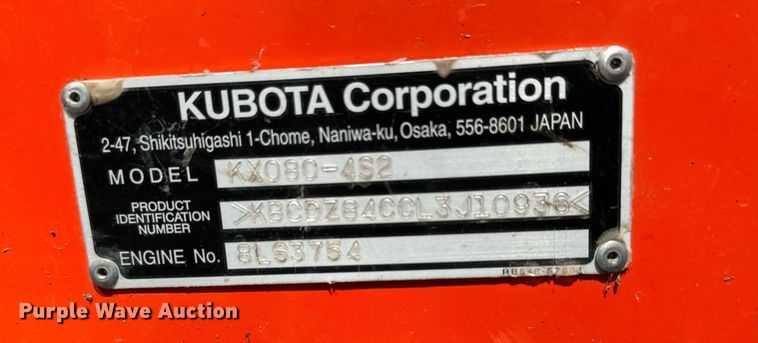 KUBOTA Corporation
2-47, Shikitsuhigashi 1-Chome, Naniwa-ku, Osaka, 556-8601 JAPAN
MODEL KX080-4S2
PRODUCT IDENTIFICATION NUMBER >KBCDZ84CCL3J10936<
ENGINE No. 8LS3754
Purple Wave Auction